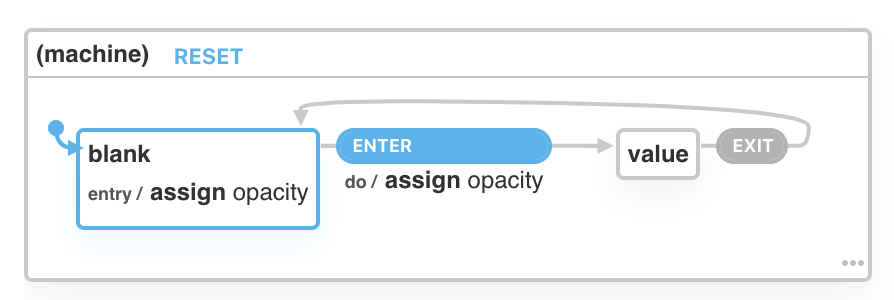 (machine) RESET
blank
entry / assign opacity
ENTER
do / assign opacity
value
EXIT